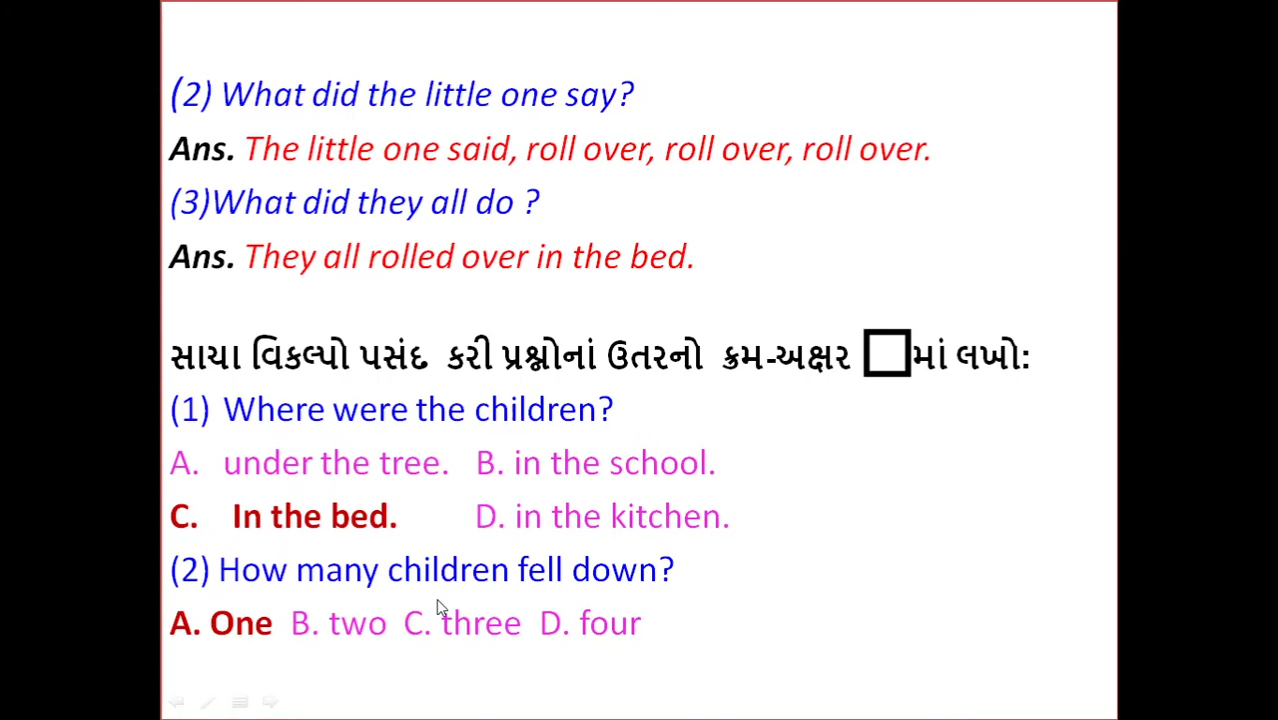 (2) What did the little one say?
Ans. The little one said, roll over, roll over, roll over.
(3)What did they all do ?
Ans. They all rolled over in the bed.
સાચા વિકલ્પો પસંદ કરી પ્રશ્નોનાં ઉતરનો ક્રમ-અક્ષર □માં લખો:
(1) Where were the children?
A. under the tree. B. in the school.
C. In the bed. D. in the kitchen.
(2) How many children fell down?
A. One B. two C. three D. four